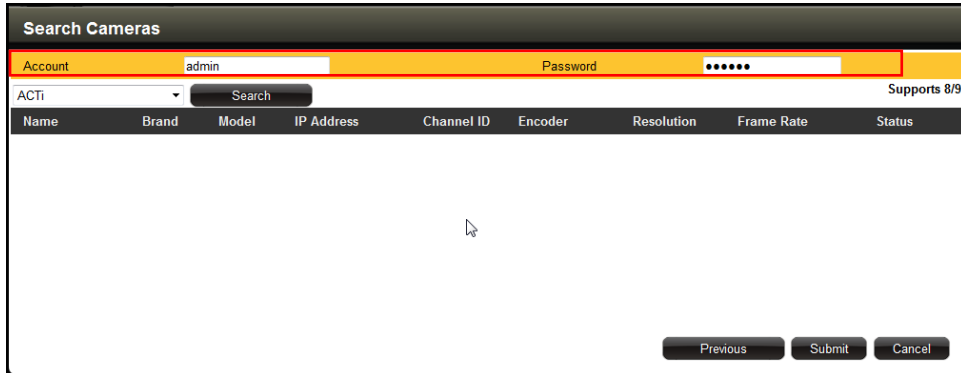 Search Cameras
Account admin Password ••••••
ACTi Search Supports 8/9
Name Brand Model IP Address Channel ID Encoder Resolution Frame Rate Status
Previous Submit Cancel